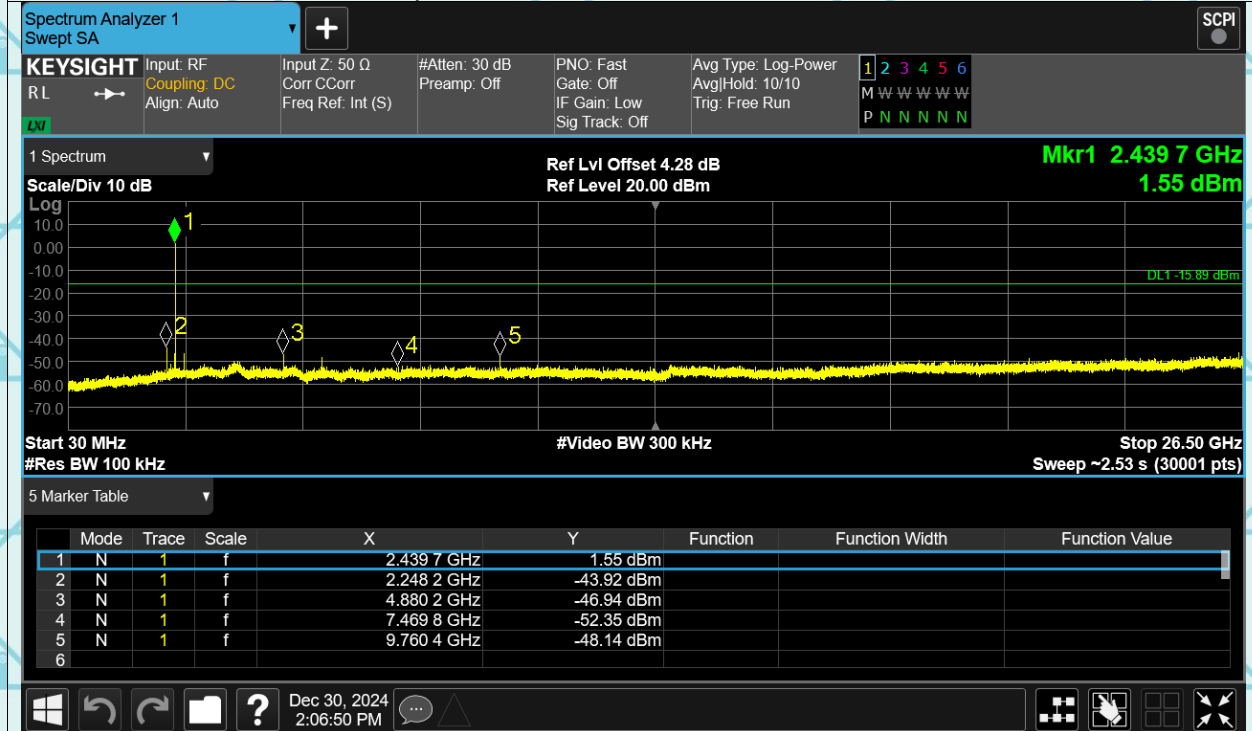 Spectrum Analyzer 1
Swept SA
SCPI
KEYSIGHT
RL
LXI
Input: RF
Coupling: DC
Align: Auto
Input Z: 50 Ω
Corr CCorr
Freq Ref: Int (S)
#Atten: 30 dB
Preamp: Off
PNO: Fast
Gate: Off
IF Gain: Low
Sig Track: Off
Avg Type: Log-Power
Avg|Hold: 10/10
Trig: Free Run
1 2 3 4 5 6
M W W W W W
P N N N N N
1 Spectrum
Scale/Div 10 dB
Ref Lvl Offset 4.28 dB
Ref Level 20.00 dBm
Mkr1 2.439 7 GHz
1.55 dBm
Log
10.0
0.00
-10.0
-20.0
-30.0
-40.0
-50.0
-60.0
-70.0
1
2
3
4
5
DL1 -15.89 dBm
Start 30 MHz
#Video BW 300 kHz
Stop 26.50 GHz
#Res BW 100 kHz
Sweep ~2.53 s (30001 pts)
5 Marker Table
Mode Trace Scale X Y Function Function Width Function Value
1 N 1 f 2.439 7 GHz 1.55 dBm
2 N 1 f 2.248 2 GHz -43.92 dBm
3 N 1 f 4.880 2 GHz -46.94 dBm
4 N 1 f 7.469 8 GHz -52.35 dBm
5 N 1 f 9.760 4 GHz -48.14 dBm
6
?
Dec 30, 2024
2:06:50 PM